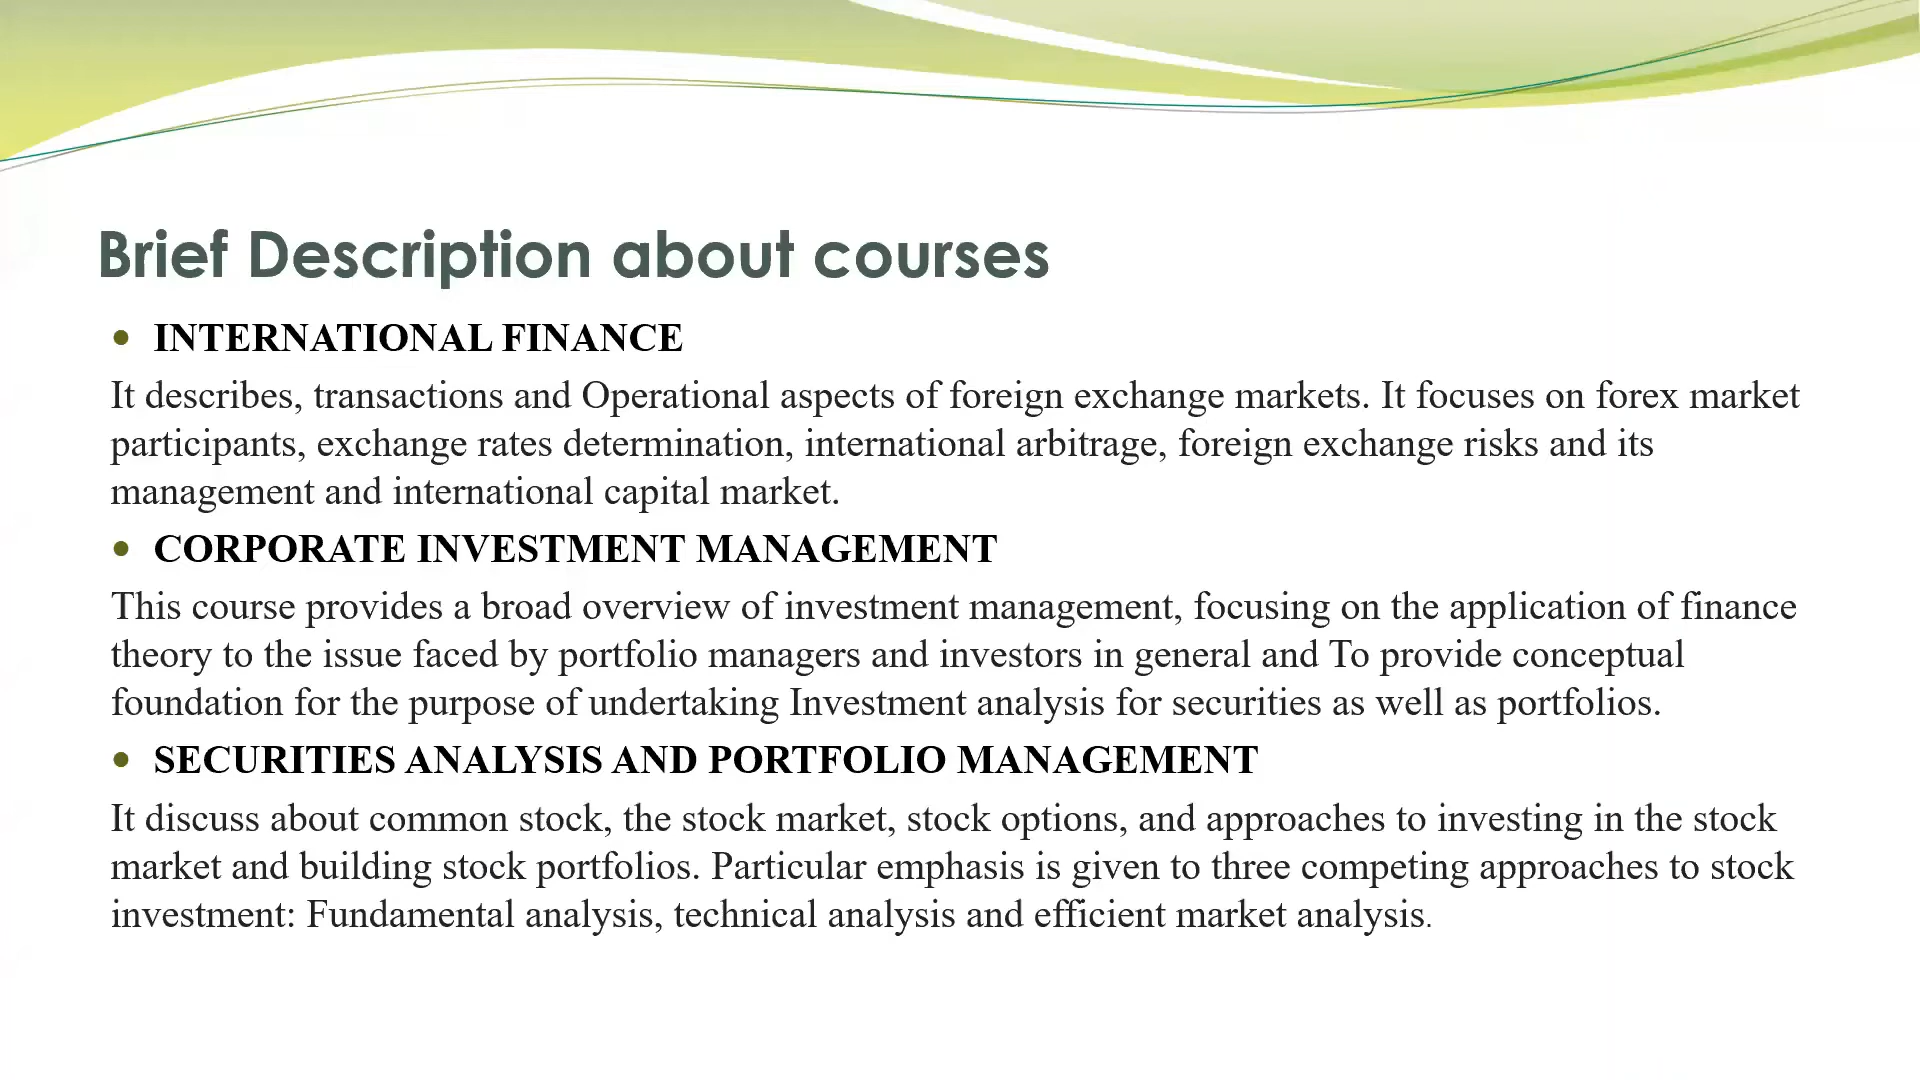 Brief Description about courses
• INTERNATIONAL FINANCE
It describes, transactions and Operational aspects of foreign exchange markets. It focuses on forex market
participants, exchange rates determination, international arbitrage, foreign exchange risks and its
management and international capital market.
• CORPORATE INVESTMENT MANAGEMENT
This course provides a broad overview of investment management, focusing on the application of finance
theory to the issue faced by portfolio managers and investors in general and To provide conceptual
foundation for the purpose of undertaking Investment analysis for securities as well as portfolios.
• SECURITIES ANALYSIS AND PORTFOLIO MANAGEMENT
It discuss about common stock, the stock market, stock options, and approaches to investing in the stock
market and building stock portfolios. Particular emphasis is given to three competing approaches to stock
investment: Fundamental analysis, technical analysis and efficient market analysis.